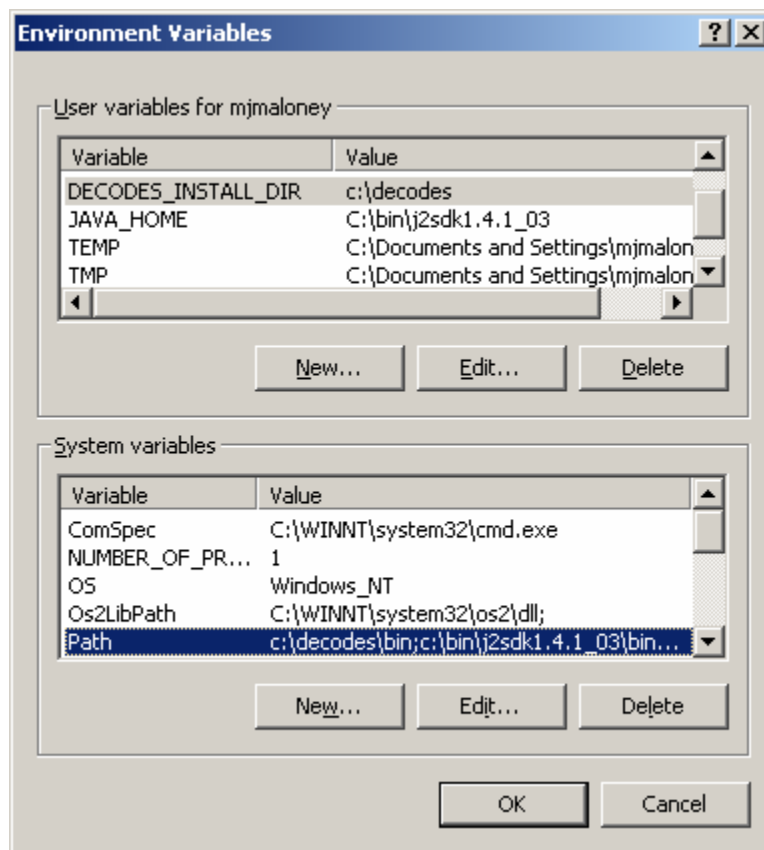 Environment Variables
User variables for mjmaloney
Variable Value
DECODES_INSTALL_DIR c:\decodes
JAVA_HOME C:\bin\j2sdk1.4.1_03
TEMP C:\Documents and Settings\mjmalon
TMP C:\Documents and Settings\mjmalon
New... Edit... Delete
System variables
Variable Value
ComSpec C:\WINNT\system32\cmd.exe
NUMBER_OF_PR... 1
OS Windows_NT
Os2LibPath C:\WINNT\system32\os2\dll;
Path c:\decodes\bin;c:\bin\j2sdk1.4.1_03\bin...
New... Edit... Delete
OK Cancel